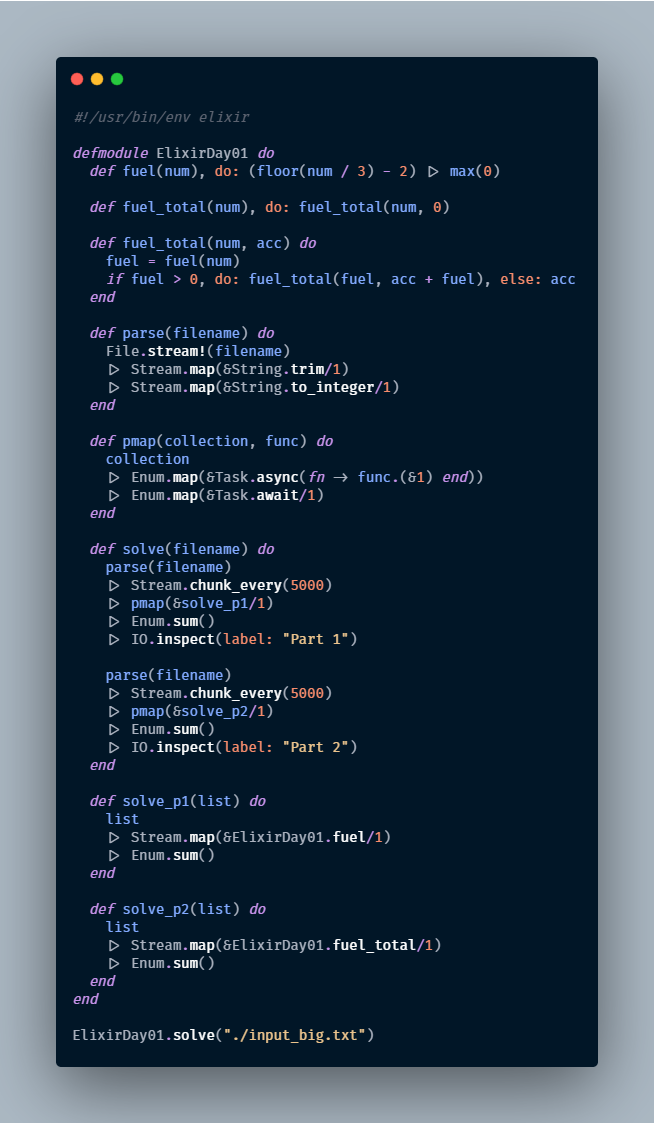 #!/usr/bin/env elixir

defmodule ElixirDay01 do
  def fuel(num), do: (floor(num / 3) - 2) |> max(0)

  def fuel_total(num), do: fuel_total(num, 0)

  def fuel_total(num, acc) do
    fuel = fuel(num)
    if fuel > 0, do: fuel_total(fuel, acc + fuel), else: acc
  end

  def parse(filename) do
    File.stream!(filename)
    |> Stream.map(&String.trim/1)
    |> Stream.map(&String.to_integer/1)
  end

  def pmap(collection, func) do
    collection
    |> Enum.map(&Task.async(fn -> func.(&1) end))
    |> Enum.map(&Task.await/1)
  end

  def solve(filename) do
    parse(filename)
    |> Stream.chunk_every(5000)
    |> pmap(&solve_p1/1)
    |> Enum.sum()
    |> IO.inspect(label: "Part 1")

    parse(filename)
    |> Stream.chunk_every(5000)
    |> pmap(&solve_p2/1)
    |> Enum.sum()
    |> IO.inspect(label: "Part 2")
  end

  def solve_p1(list) do
    list
    |> Stream.map(&ElixirDay01.fuel/1)
    |> Enum.sum()
  end

  def solve_p2(list) do
    list
    |> Stream.map(&ElixirDay01.fuel_total/1)
    |> Enum.sum()
  end
end

ElixirDay01.solve("./input_big.txt")